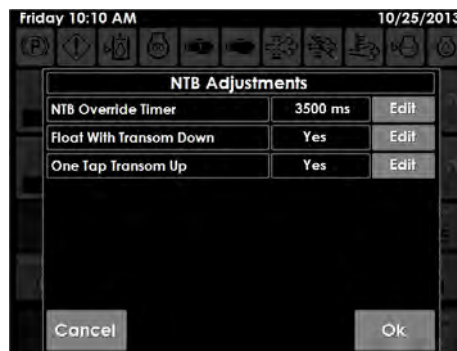 Friday 10:10 AM 10/25/2013
NTB Adjustments
NTB Override Timer 3500 ms Edit
Float With Transom Down Yes Edit
One Tap Transom Up Yes Edit
Cancel Ok